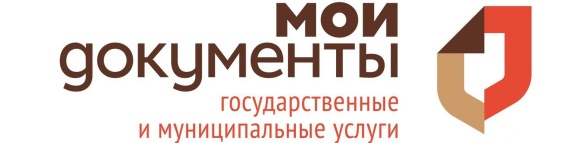 мои
документы
государственные
и муниципальные услуги